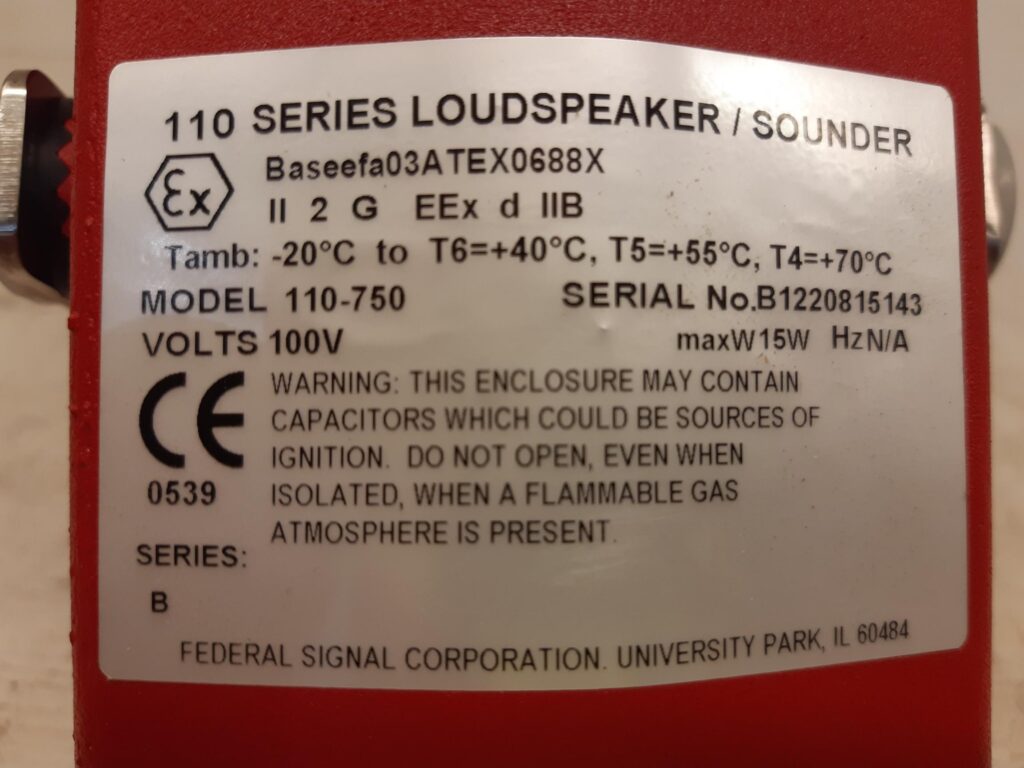 110 SERIES LOUDSPEAKER / SOUNDER
Ex Baseefa03ATEX0688X
II 2 G EEx d IIB
Tamb: -20°C to T6=+40°C, T5=+55°C, T4=+70°C
MODEL 110-750 SERIAL No.B1220815143
VOLTS 100V maxW15W Hz N/A
CE WARNING: THIS ENCLOSURE MAY CONTAIN
CAPACITORS WHICH COULD BE SOURCES OF
IGNITION. DO NOT OPEN, EVEN WHEN
0539 ISOLATED, WHEN A FLAMMABLE GAS
ATMOSPHERE IS PRESENT.
SERIES:
B
FEDERAL SIGNAL CORPORATION. UNIVERSITY PARK, IL 60484